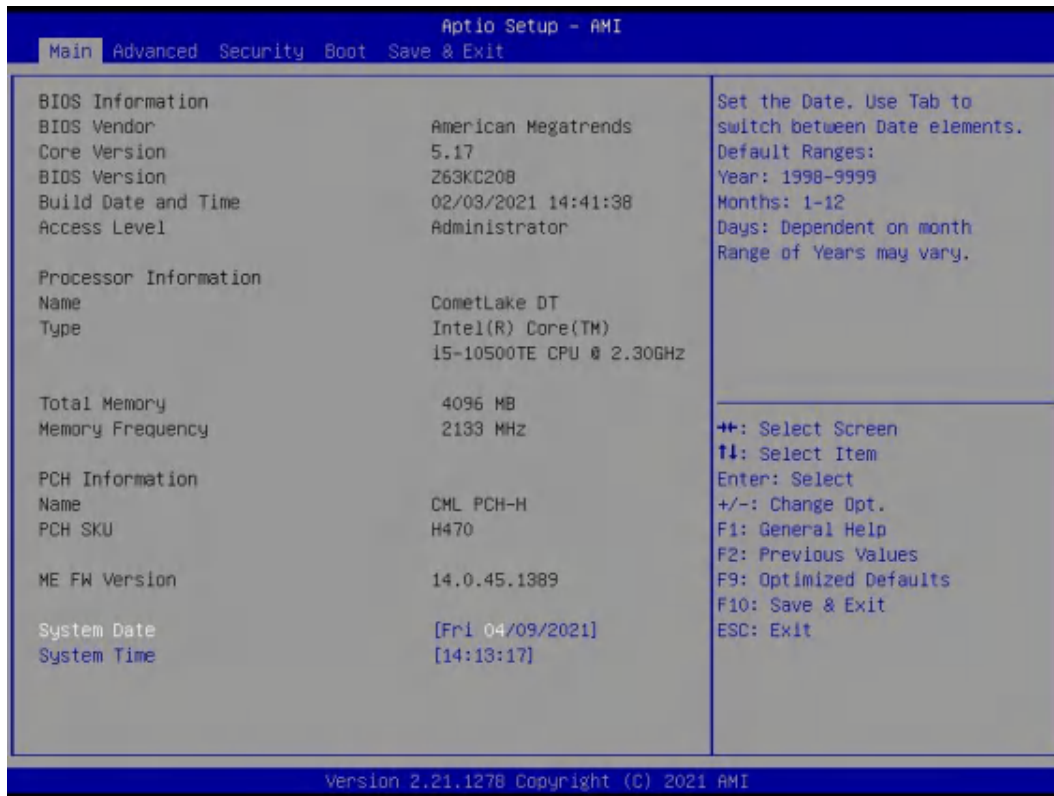 Aptio Setup - AMI
Main Advanced Security Boot Save & Exit
BIOS Information
BIOS Vendor American Megatrends
Core Version 5.17
BIOS Version Z63KC208
Build Date and Time 02/03/2021 14:41:38
Access Level Administrator
Processor Information
Name CometLake DT
Type Intel(R) Core(TM)
i5-10500TE CPU @ 2.30GHz
Total Memory 4096 MB
Memory Frequency 2133 MHz
PCH Information
Name CML PCH-H
PCH SKU H470
ME FW Version 14.0.45.1389
System Date [Fri 04/09/2021]
System Time [14:13:17]
Set the Date. Use Tab to
switch between Date elements.
Default Ranges:
Year: 1998-9999
Months: 1-12
Days: Dependent on month
Range of Years may vary.
→←: Select Screen
↑↓: Select Item
Enter: Select
+/-: Change Opt.
F1: General Help
F2: Previous Values
F9: Optimized Defaults
F10: Save & Exit
ESC: Exit
Version 2.21.1278 Copyright (C) 2021 AMI